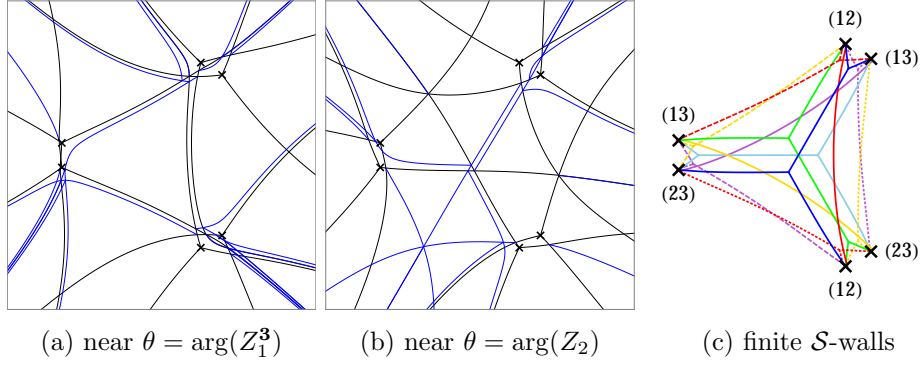 (12)
(13)
(13)
(23)
(23)
(12)
(a) near θ = arg(Z₁³)
(b) near θ = arg(Z₂)
(c) finite 𝒮-walls